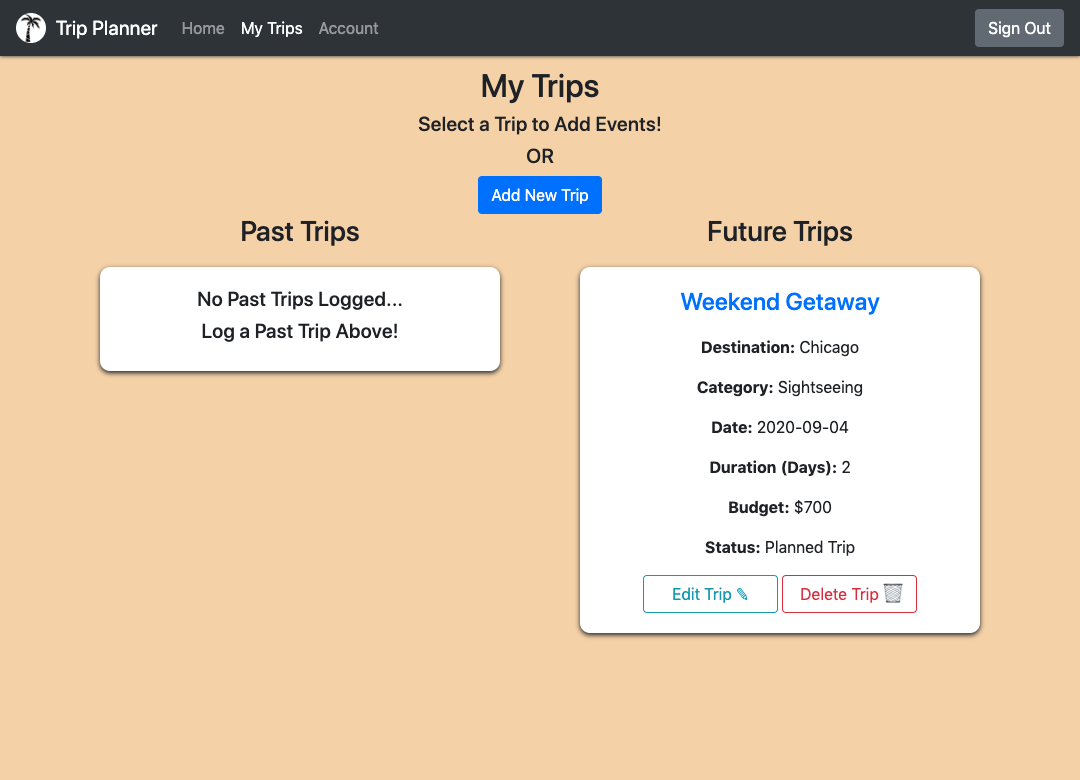 Trip Planner Home My Trips Account Sign Out
My Trips
Select a Trip to Add Events!
OR
Add New Trip
Past Trips
No Past Trips Logged...
Log a Past Trip Above!
Future Trips
Weekend Getaway
Destination: Chicago
Category: Sightseeing
Date: 2020-09-04
Duration (Days): 2
Budget: $700
Status: Planned Trip
Edit Trip ✎ Delete Trip 🗑